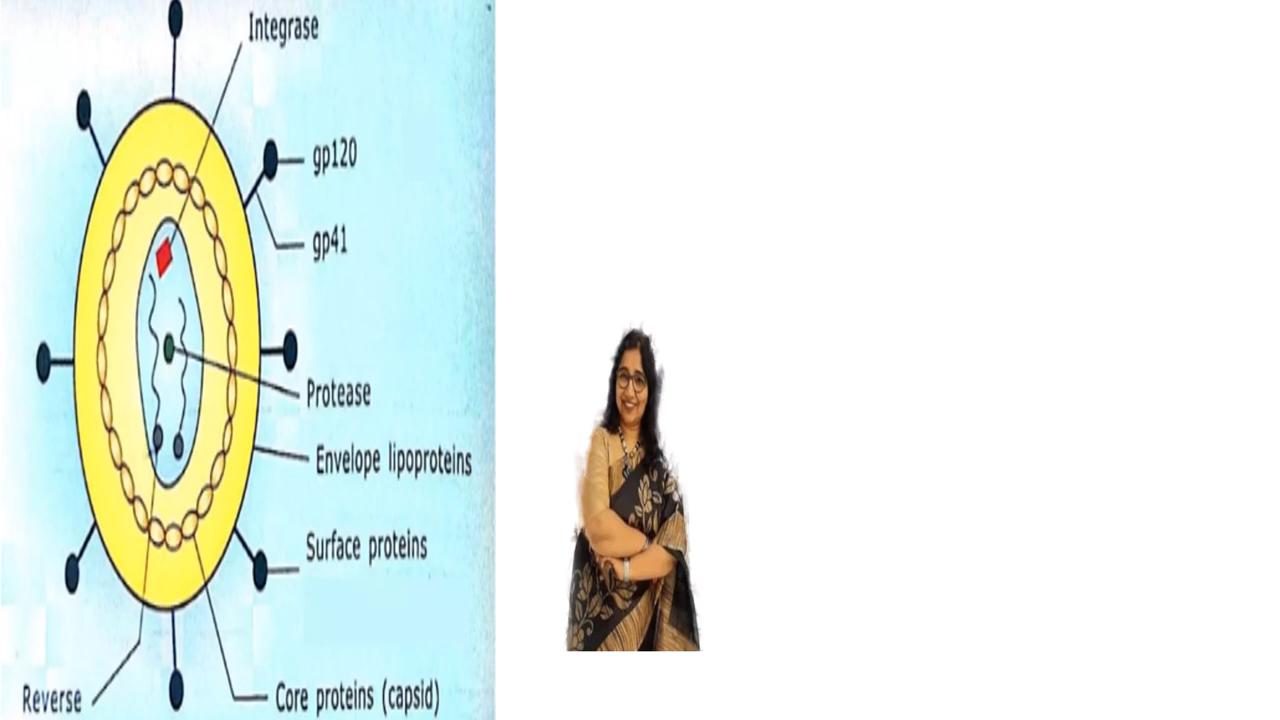 Integrase
gp120
gp41
Protease
Envelope lipoproteins
Surface proteins
Reverse
Core proteins (capsid)